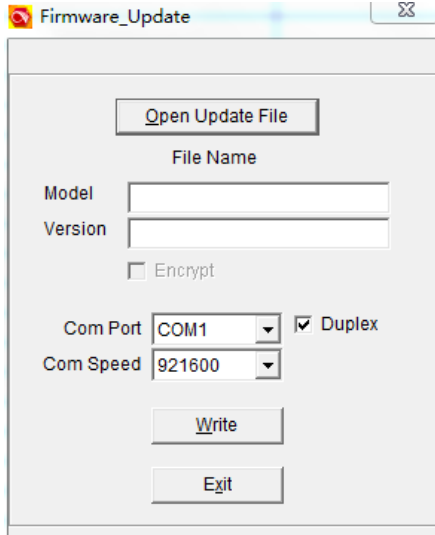 Firmware_Update
Open Update File
File Name
Model
Version
Encrypt
Com Port COM1 Duplex
Com Speed 921600
Write
Exit